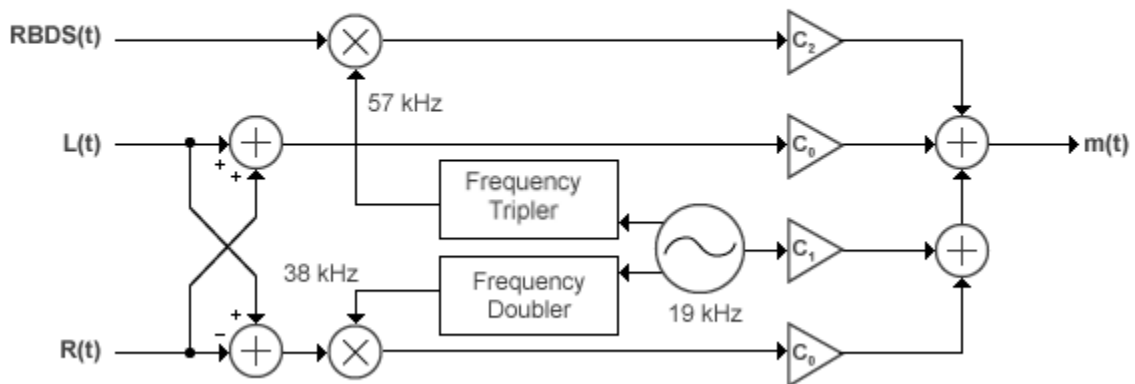 RBDS(t)
C2
57 kHz
L(t)
+
+
C0
m(t)
Frequency
Tripler
38 kHz
Frequency
Doubler
C1
19 kHz
+
−
R(t)
C0